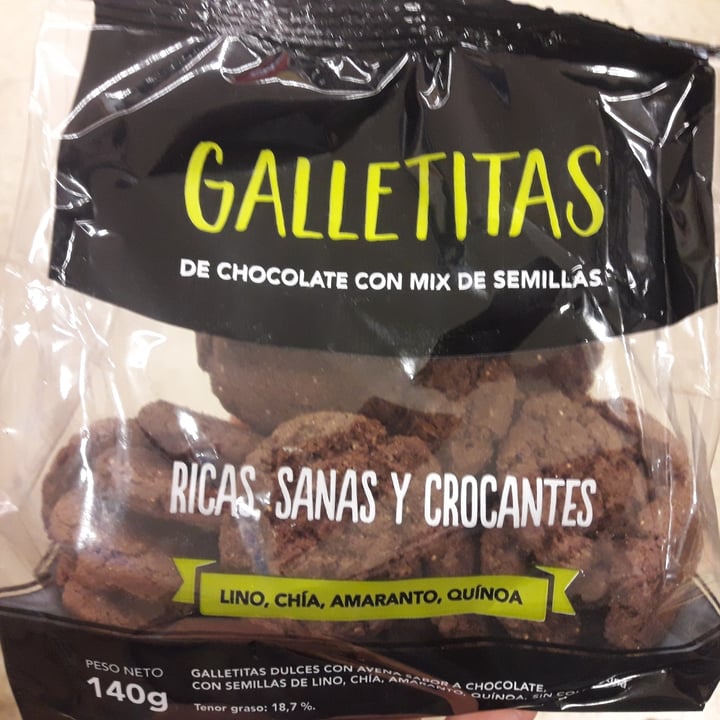 GALLETITAS
DE CHOCOLATE CON MIX DE SEMILLAS
RICAS, SANAS Y CROCANTES
LINO, CHÍA, AMARANTO, QUÍNOA
PESO NETO
140g
GALLETITAS DULCES CON AVENA SABOR A CHOCOLATE,
CON SEMILLAS DE LINO, CHÍA, AMARANTO, QUÍNOA, SIN
Tenor graso: 18,7 %.